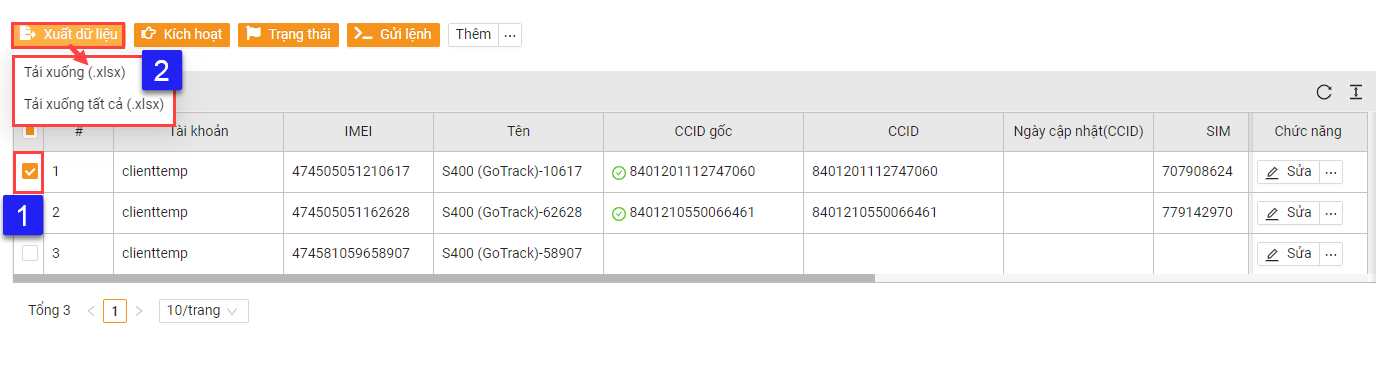 Xuất dữ liệu Kích hoạt Trạng thái Gửi lệnh Thêm ...
Tải xuống (.xlsx) 2
Tải xuống tất cả (.xlsx)
# Tài khoản IMEI Tên CCID gốc CCID Ngày cập nhật(CCID) SIM Chức năng
1 clienttemp 474505051210617 S400 (GoTrack)-10617 8401201112747060 8401201112747060 707908624 Sửa ...
1 2 clienttemp 474505051162628 S400 (GoTrack)-62628 8401210550066461 8401210550066461 779142970 Sửa ...
3 clienttemp 474581059658907 S400 (GoTrack)-58907 Sửa ...
Tổng 3 < 1 > 10/trang